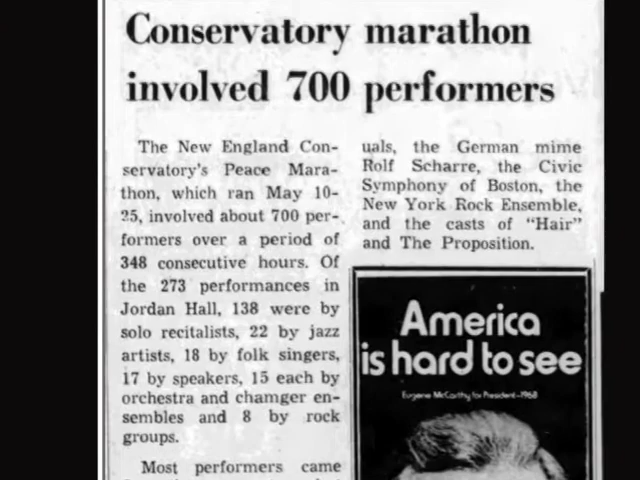 Conservatory marathon
involved 700 performers
The New England Con-
servatory's Peace Mara-
thon, which ran May 10-
25, involved about 700 per-
formers over a period of
348 consecutive hours. Of
the 273 performances in
Jordan Hall, 138 were by
solo recitalists, 22 by jazz
artists, 18 by folk singers,
17 by speakers, 15 each by
orchestra and chamger en-
sembles and 8 by rock
groups.
Most performers came
uals, the German mime
Rolf Scharre, the Civic
Symphony of Boston, the
New York Rock Ensemble,
and the casts of "Hair"
and The Proposition.
America
is hard to see
Eugene McCarthy for President—1968